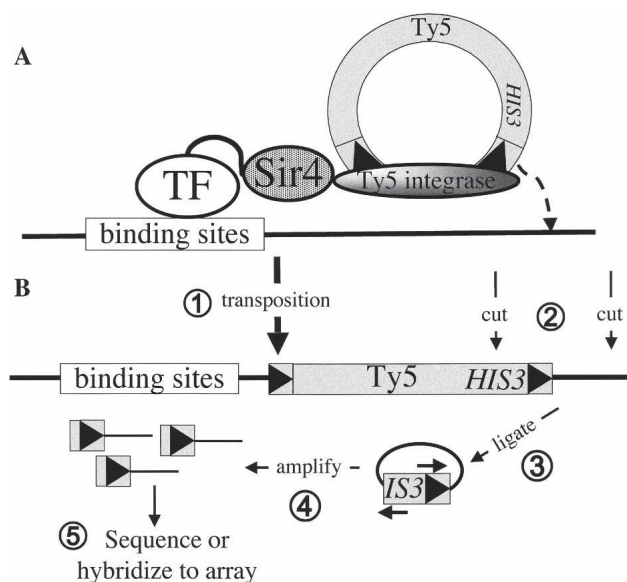 A
Ty5
HIS3
TF
Sir4
Ty5 integrase
binding sites
B
① transposition
cut ② cut
binding sites
Ty5 HIS3
ligate
③
amplify
④
IS3
⑤ Sequence or
hybridize to array